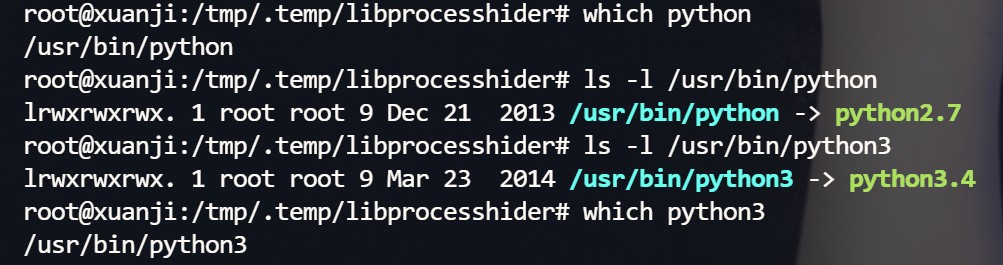 root@xuanji:/tmp/.temp/libprocesshider# which python
/usr/bin/python
root@xuanji:/tmp/.temp/libprocesshider# ls -l /usr/bin/python
lrwxrwxrwx. 1 root root 9 Dec 21  2013 /usr/bin/python -> python2.7
root@xuanji:/tmp/.temp/libprocesshider# ls -l /usr/bin/python3
lrwxrwxrwx. 1 root root 9 Mar 23  2014 /usr/bin/python3 -> python3.4
root@xuanji:/tmp/.temp/libprocesshider# which python3
/usr/bin/python3